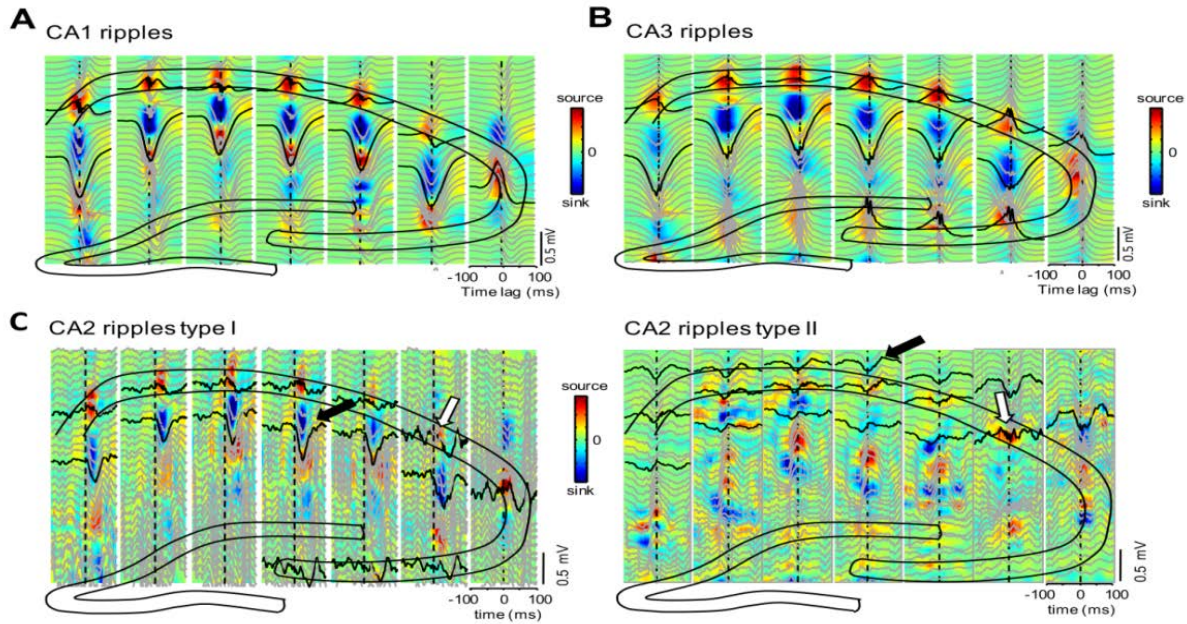 A
CA1 ripples
source
0
sink
0.5 mV
-100 0 100
Time lag (ms)
B
CA3 ripples
source
0
sink
0.5 mV
-100 0 100
Time lag (ms)
C
CA2 ripples type I
source
0
sink
0.5 mV
-100 0 100
time (ms)
CA2 ripples type II
0.5 mV
-100 0 100
time (ms)